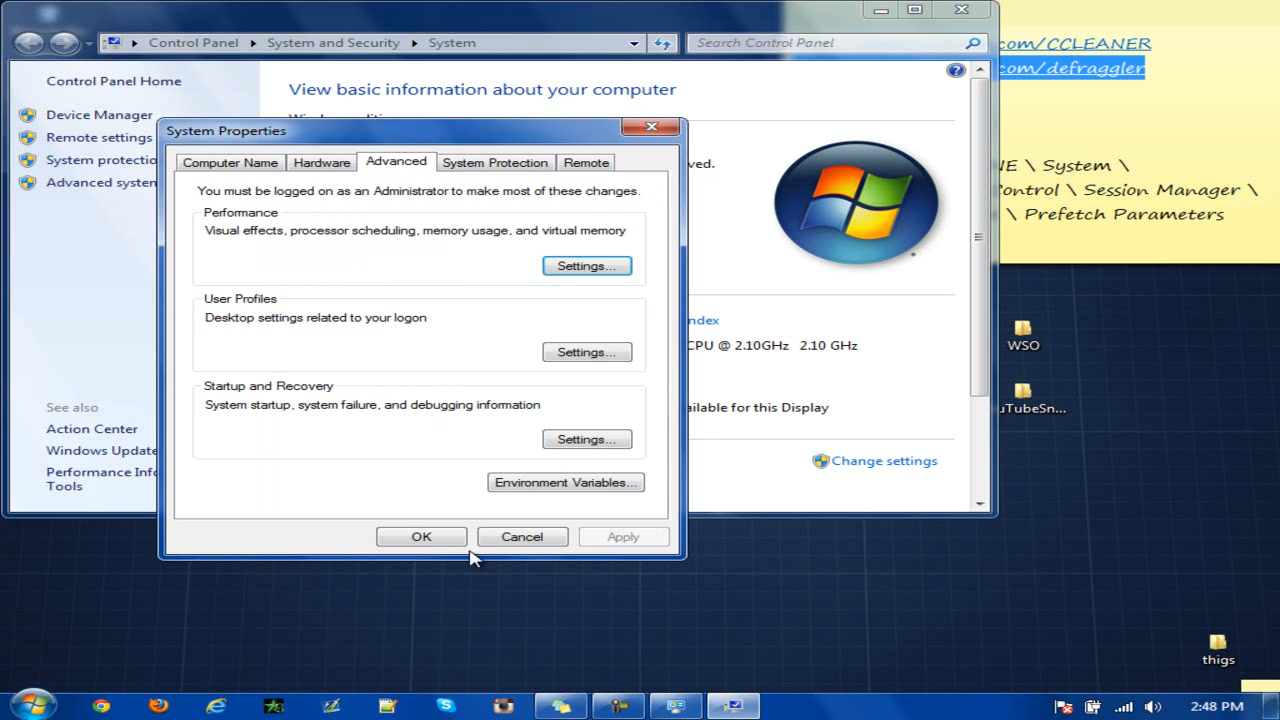 Control Panel System and Security System
Search Control Panel
Control Panel Home
Device Manager
Remote settings
System protectio
Advanced system
See also
Action Center
Windows Update
Performance Info
Tools
View basic information about your computer
Windows edition
ved.
ndex
CPU @ 2.10GHz 2.10 GHz
ailable for this Display
Change settings
System Properties
Computer Name
Hardware
Advanced
System Protection
Remote
You must be logged on as an Administrator to make most of these changes.
Performance
Visual effects, processor scheduling, memory usage, and virtual memory
Settings...
User Profiles
Desktop settings related to your logon
Settings...
Startup and Recovery
System startup, system failure, and debugging information
Settings...
Environment Variables...
OK
Cancel
Apply
com/CCLEANER
com/defraggler
NE \ System \
Control \ Session Manager \
\ Prefetch Parameters
WSO
uTubeSn...
thigs
2:48 PM